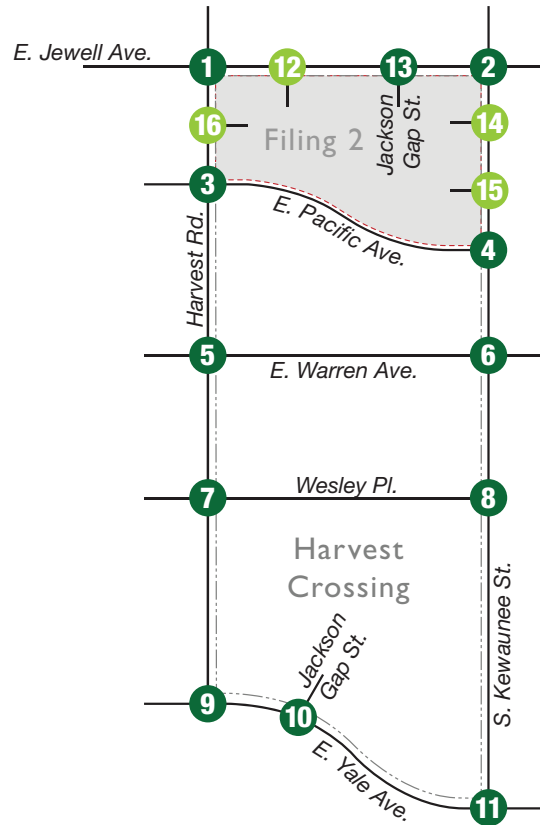 E. Jewell Ave.
1
12
13
2
16
Filing 2
Jackson
Gap St.
14
15
3
E. Pacific Ave.
4
Harvest Rd.
5
E. Warren Ave.
6
7
Wesley Pl.
8
Harvest
Crossing
S. Kewaunee St.
Jackson
Gap St.
9
10
E. Yale Ave.
11